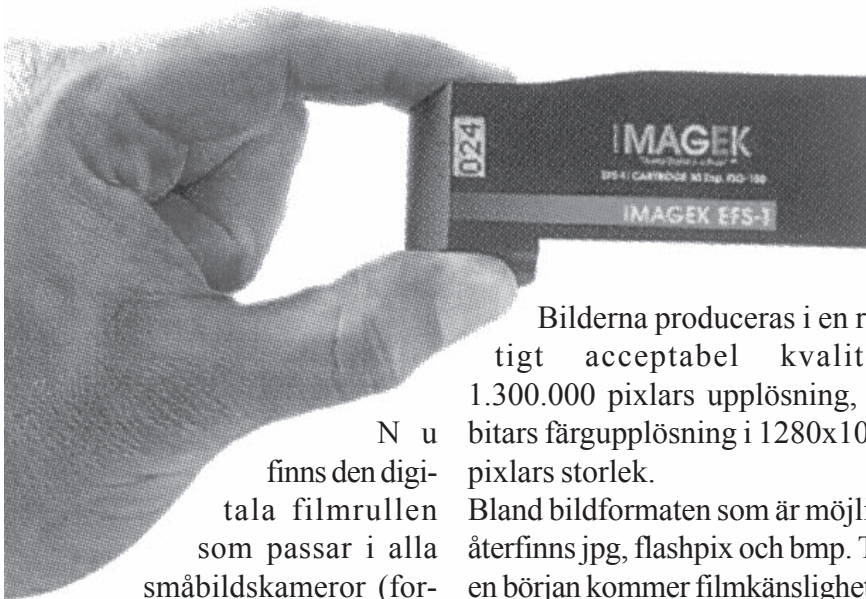 024
IMAGEK
IMAGEK EFS-1
N u
finns den digi-
tala filmrullen
som passar i alla
småbildskameror (for-
Bilderna produceras i en r
tigt acceptabel kvalit
1.300.000 pixlars upplösning,
bitars färgupplösning i 1280x10
pixlars storlek.
Bland bildformaten som är möjli
återfinns jpg, flashpix och bmp. T
en början kommer filmkänslighet